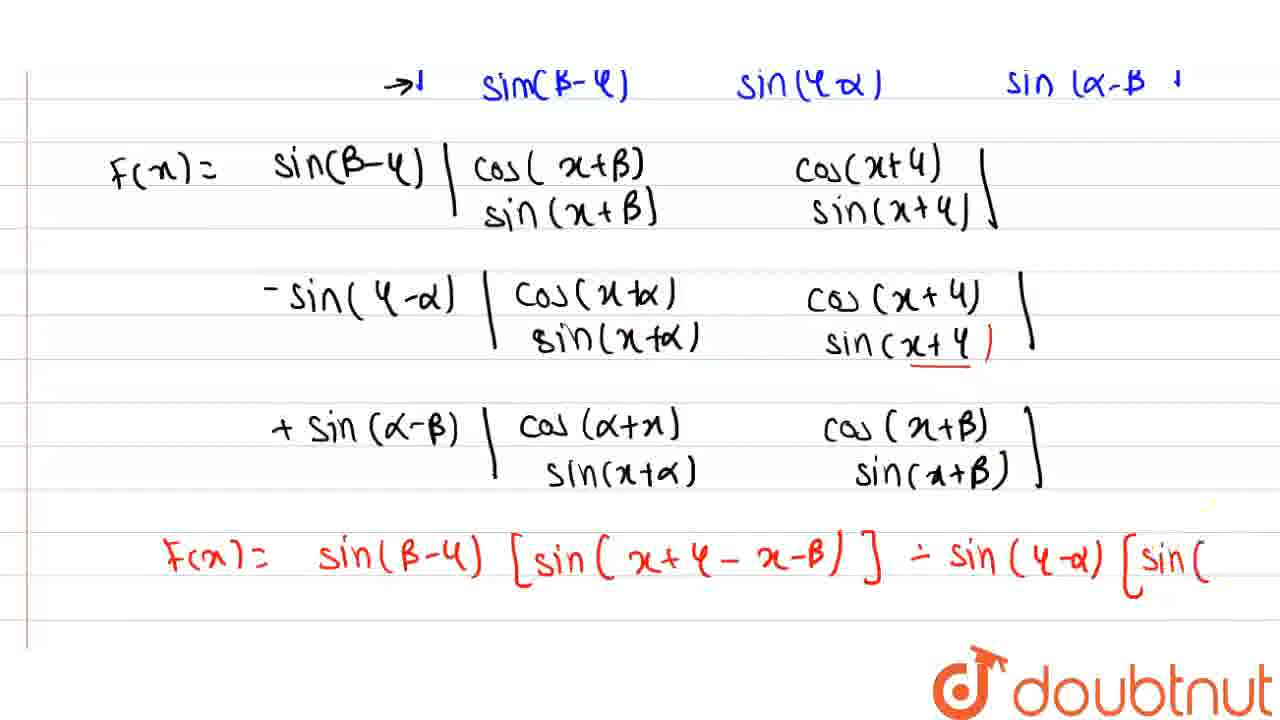 →| sin(β-γ) sin(γ-α) sin(α-β |
F(x)= sin(β-γ) | cos(x+β) cos(x+γ) |
sin(x+β) sin(x+γ)
-sin(γ-α) | cos(x+α) cos(x+γ) |
sin(x+α) sin(x+γ)
+ sin(α-β) | cos(α+x) cos(x+β) |
sin(x+α) sin(x+β)
F(x)= sin(β-γ) [sin(x+γ-x-β)] - sin(γ-α) [sin(
doubtnut